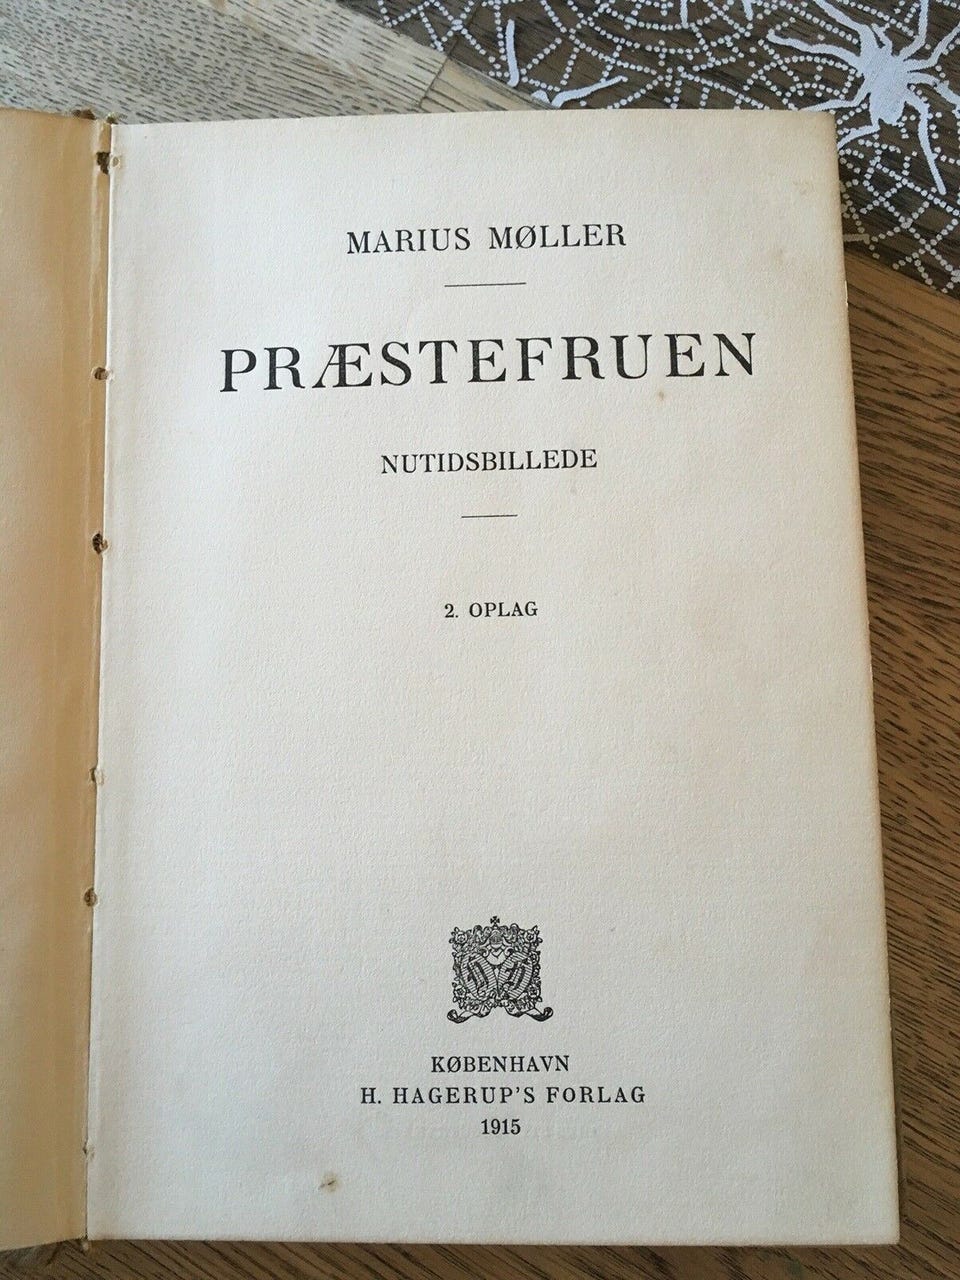 MARIUS MØLLER
PRÆSTEFRUEN
NUTIDSBILLEDE
2. OPLAG
KØBENHAVN
H. HAGERUP'S FORLAG
1915